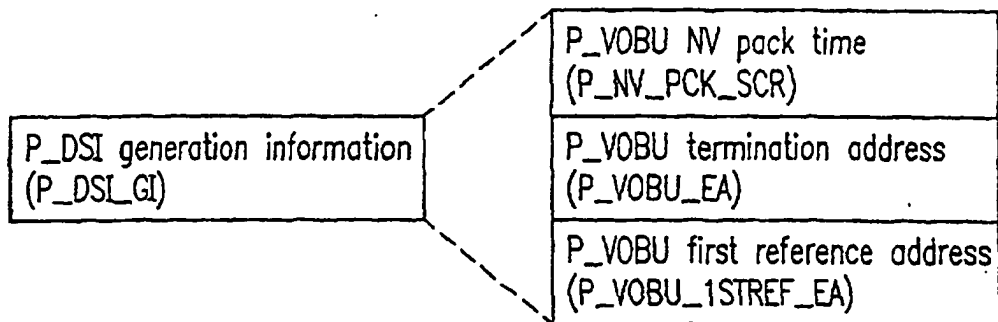 P_VOBU NV pack time
(P_NV_PCK_SCR)
P_DSI generation information
(P_DSI_GI)
P_VOBU termination address
(P_VOBU_EA)
P_VOBU first reference address
(P_VOBU_1STREF_EA)